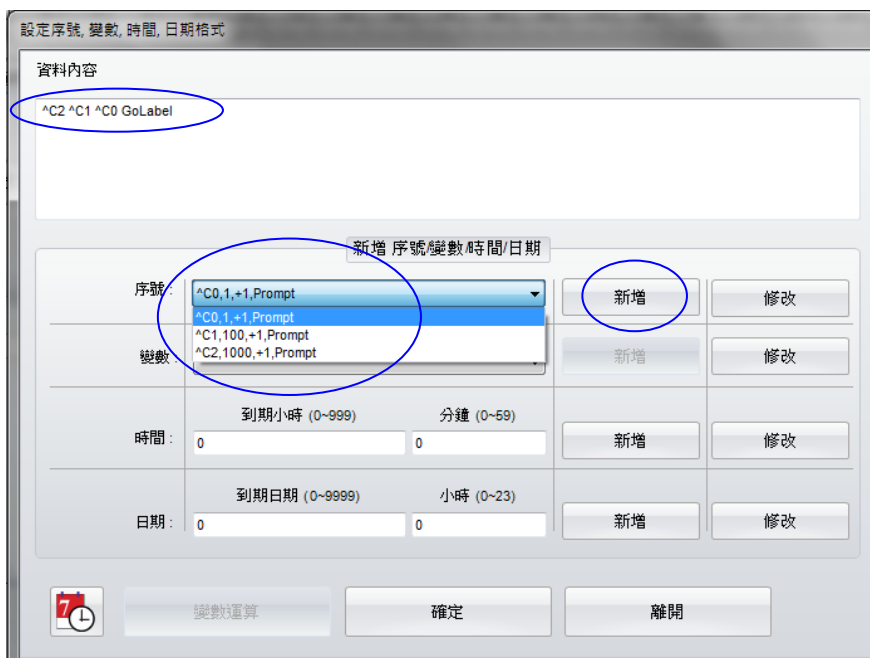 設定序號, 變數, 時間, 日期格式
資料內容
^C2 ^C1 ^C0 GoLabel
新增 序號/變數/時間/日期
序號 : ^C0,1,+1,Prompt 新增 修改
^C0,1,+1,Prompt
^C1,100,+1,Prompt
^C2,1000,+1,Prompt
變數 : 新增 修改
到期小時 (0~999) 分鐘 (0~59)
時間 : 0 0 新增 修改
到期日期 (0~9999) 小時 (0~23)
日期 : 0 0 新增 修改
7 變數運算 確定 離開